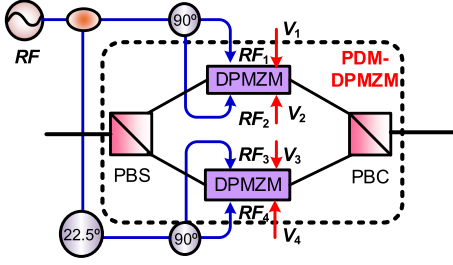 90º
V1
RF
RF1
PDM-
DPMZM
DPMZM
RF2
V2
PBS
RF3
V3
PBC
DPMZM
RF4
22.5º
90º
V4